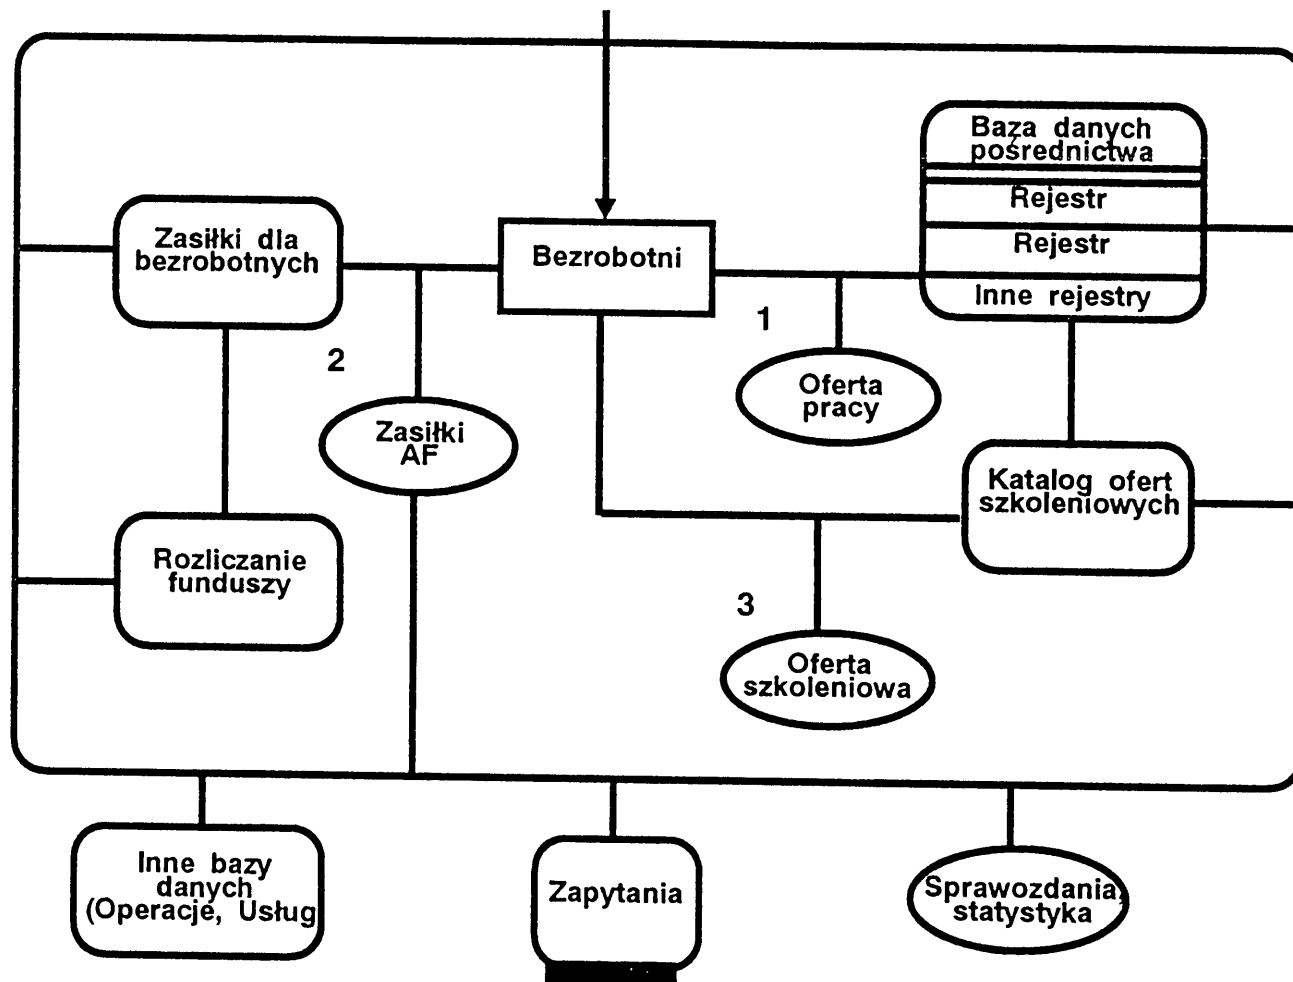 Baza danych
pośrednictwa
Rejestr
Rejestr
Inne rejestry
Zasiłki dla
bezrobotnych
Bezrobotni
1
2
Oferta
pracy
Zasiłki
AF
Katalog ofert
szkoleniowych
Rozliczanie
funduszy
3
Oferta
szkoleniowa
Inne bazy
danych
(Operacje, Usług
Zapytania
Sprawozdania,
statystyka